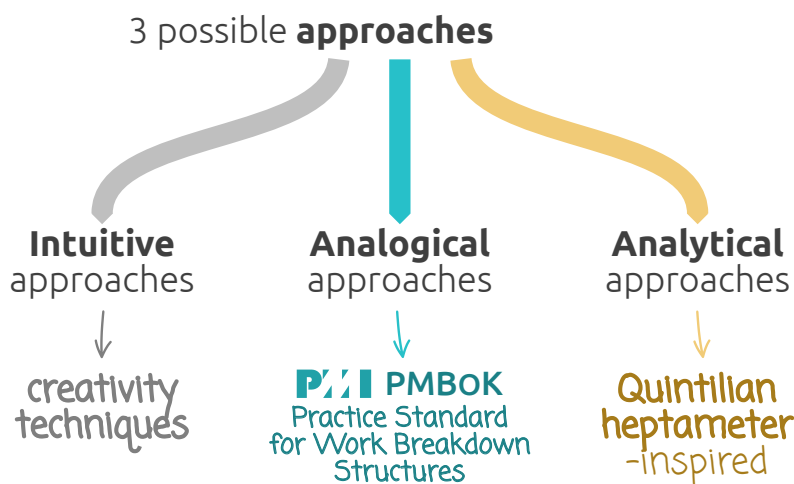 3 possible approaches
Intuitive
approaches
Analogical
approaches
Analytical
approaches
creativity
techniques
PMI PMBOK
Practice Standard
for Work Breakdown
Structures
Quintilian
heptameter
-inspired